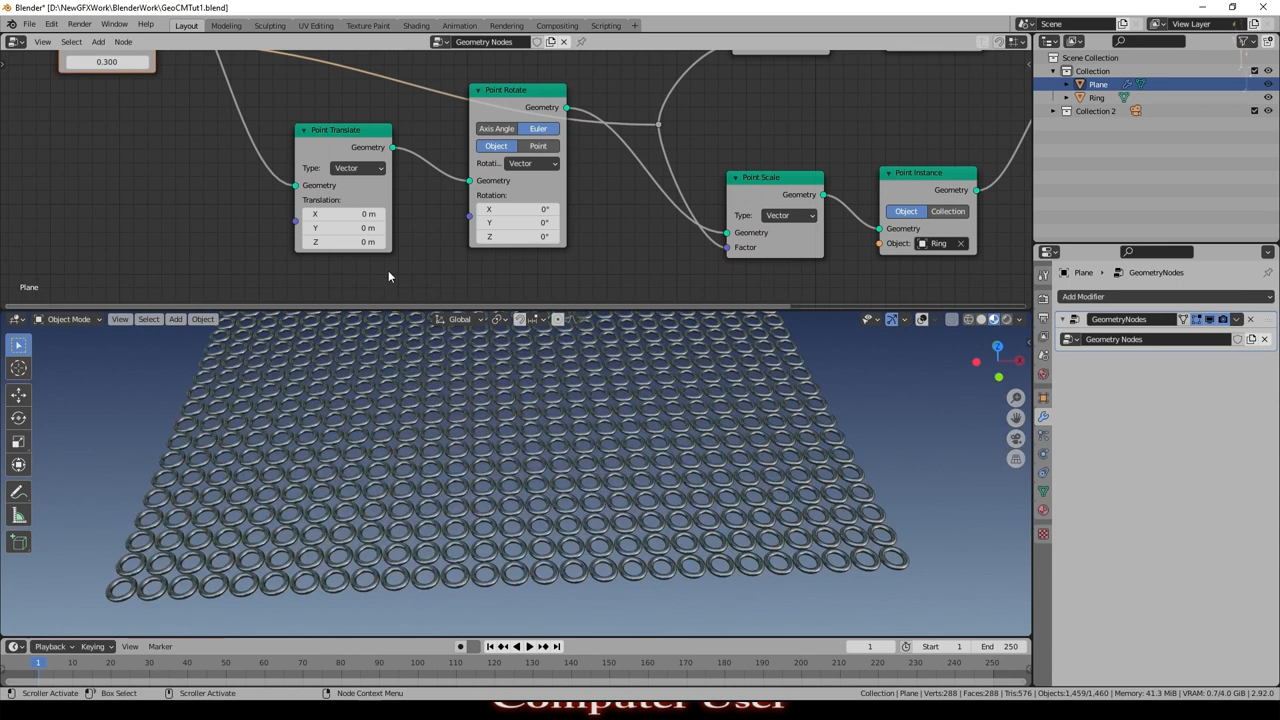 Blender* [D:\NewGFXWork\BlenderWork\GeoCMTut1.blend]
File Edit Render Window Help Layout Modeling Sculpting UV Editing Texture Paint Shading Animation Rendering Compositing Scripting + Scene View Layer
View Select Add Node Geometry Nodes
0.300
Point Translate
Geometry
Type: Vector
Geometry
Translation:
X 0 m
Y 0 m
Z 0 m
Point Rotate
Geometry
Axis Angle Euler
Object Point
Rotati... Vector
Geometry
Rotation:
X 0°
Y 0°
Z 0°
Point Scale
Geometry
Type: Vector
Geometry
Factor
Point Instance
Geometry
Object Collection
Geometry
Object: Ring
Plane
Scene Collection
Collection
Plane
Ring
Collection 2
Plane GeometryNodes
Add Modifier
GeometryNodes
Geometry Nodes
Object Mode View Select Add Object Global
Z
X
Playback Keying View Marker 1 Start 1 End 250
1 10 20 30 40 50 60 70 80 90 100 110 120 130 140 150 160 170 180 190 200 210 220 230 240 250
Scroller Activate Box Select Scroller Activate Node Context Menu Collection | Plane | Verts:288 | Faces:288 | Tris:576 | Objects:1,459/1,460 | Memory: 41.3 MiB | VRAM: 0.7/4.0 GiB | 2.92.0
Computer User